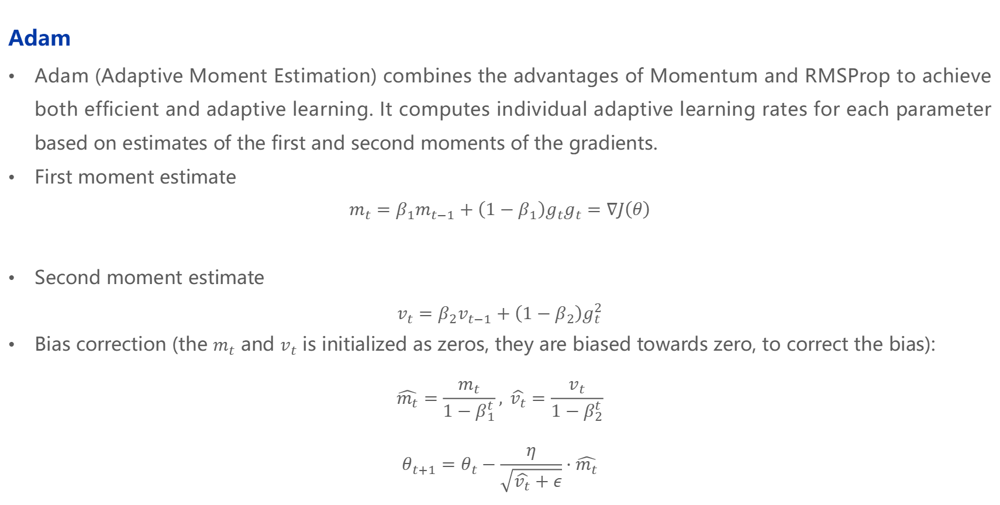 Adam
• Adam (Adaptive Moment Estimation) combines the advantages of Momentum and RMSProp to achieve
both efficient and adaptive learning. It computes individual adaptive learning rates for each parameter
based on estimates of the first and second moments of the gradients.
• First moment estimate
$m_t = \beta_1 m_{t-1} + (1 - \beta_1) g_t g_t = \nabla J(\theta)$
• Second moment estimate
$v_t = \beta_2 v_{t-1} + (1 - \beta_2) g_t^2$
• Bias correction (the $m_t$ and $v_t$ is initialized as zeros, they are biased towards zero, to correct the bias):
$\widehat{m_t} = \frac{m_t}{1 - \beta_1^t}, \ \widehat{v}_t = \frac{v_t}{1 - \beta_2^t}$
$\theta_{t+1} = \theta_t - \frac{\eta}{\sqrt{\widehat{v_t} + \epsilon}} \cdot \widehat{m_t}$